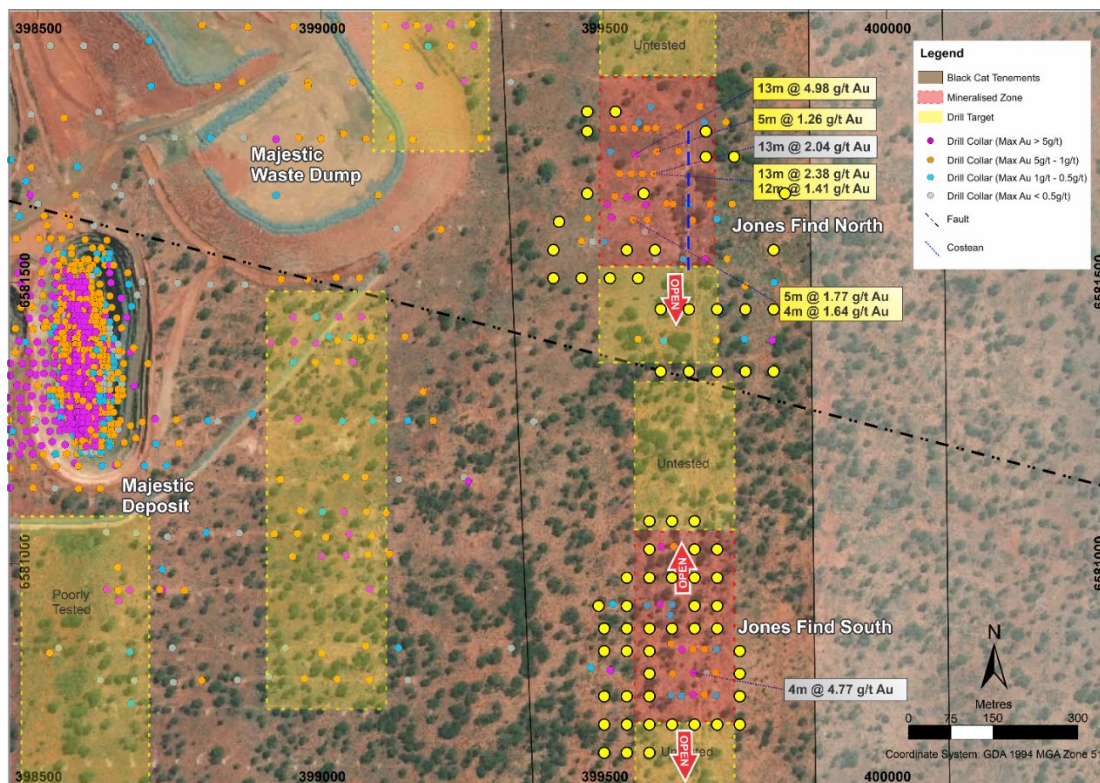 398500
399000
399500
400000
Untested
13m @ 4.98 g/t Au
5m @ 1.26 g/t Au
13m @ 2.04 g/t Au
13m @ 2.38 g/t Au
12m @ 1.41 g/t Au
Legend
Black Cat Tenements
Mineralised Zone
Drill Target
Drill Collar (Max Au > 5g/t)
Drill Collar (Max Au 5g/t - 1g/t)
Drill Collar (Max Au 1g/t - 0.5g/t)
Drill Collar (Max Au < 0.5g/t)
Fault
Costean
Majestic
Waste Dump
Jones Find North
6581500
6581500
OPEN
5m @ 1.77 g/t Au
4m @ 1.64 g/t Au
Untested
Majestic
Deposit
6581000
6581000
OPEN
Poorly
Tested
Jones Find South
4m @ 4.77 g/t Au
N
Metres
0 75 150 300
Untested
OPEN
Coordinate System: GDA 1994 MGA Zone 51
398500
399000
399500
400000